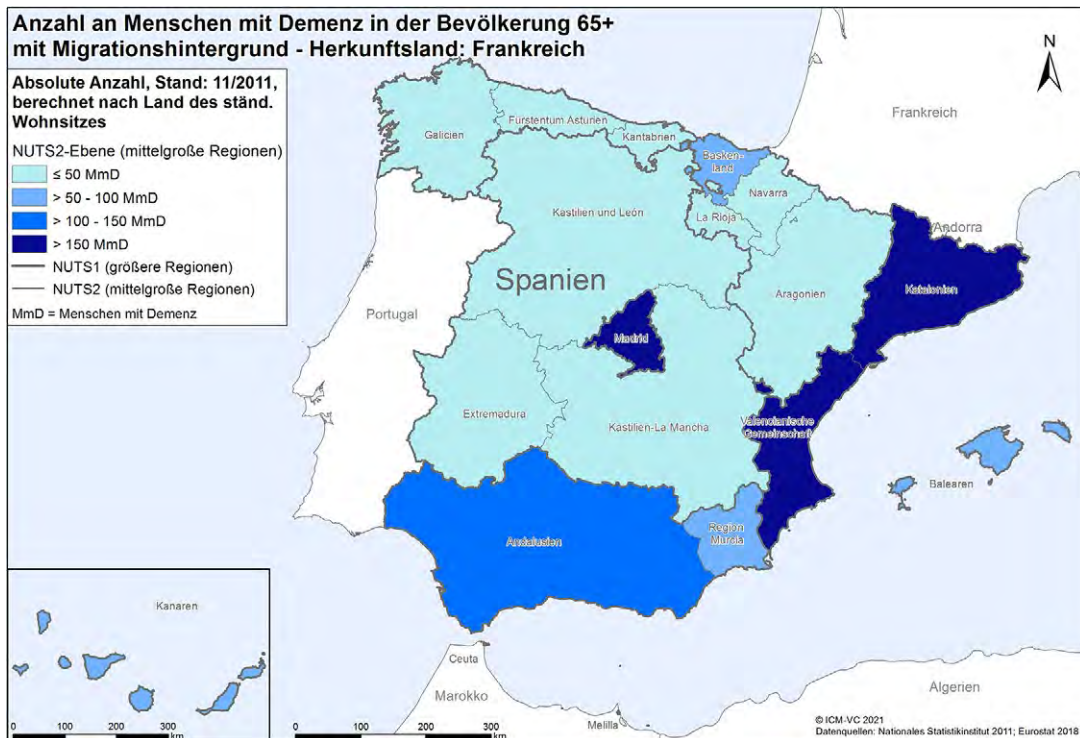 Anzahl an Menschen mit Demenz in der Bevölkerung 65+
mit Migrationshintergrund - Herkunftsland: Frankreich
Absolute Anzahl, Stand: 11/2011,
berechnet nach Land des ständ.
Wohnsitzes
NUTS2-Ebene (mittelgroße Regionen)
≤ 50 MmD
> 50 - 100 MmD
> 100 - 150 MmD
> 150 MmD
NUTS1 (größere Regionen)
NUTS2 (mittelgroße Regionen)
MmD = Menschen mit Demenz
N
Frankreich
Galicien
Fürstentum Asturien
Kantabrien
Basken-
land
Navarra
La Rioja
Kastilien und León
Andorra
Katalonien
Aragonien
Spanien
Portugal
Madrid
Extremadura
Kastilien-La Mancha
Valencianische
Gemeinschaft
Balearen
Region
Murcia
Andalusien
Kanaren
Ceuta
Marokko
Melilla
Algerien
0 100 200 300
km
0 100 200 300
km
© ICM-VC 2021
Datenquellen: Nationales Statistikinstitut 2011; Eurostat 2018